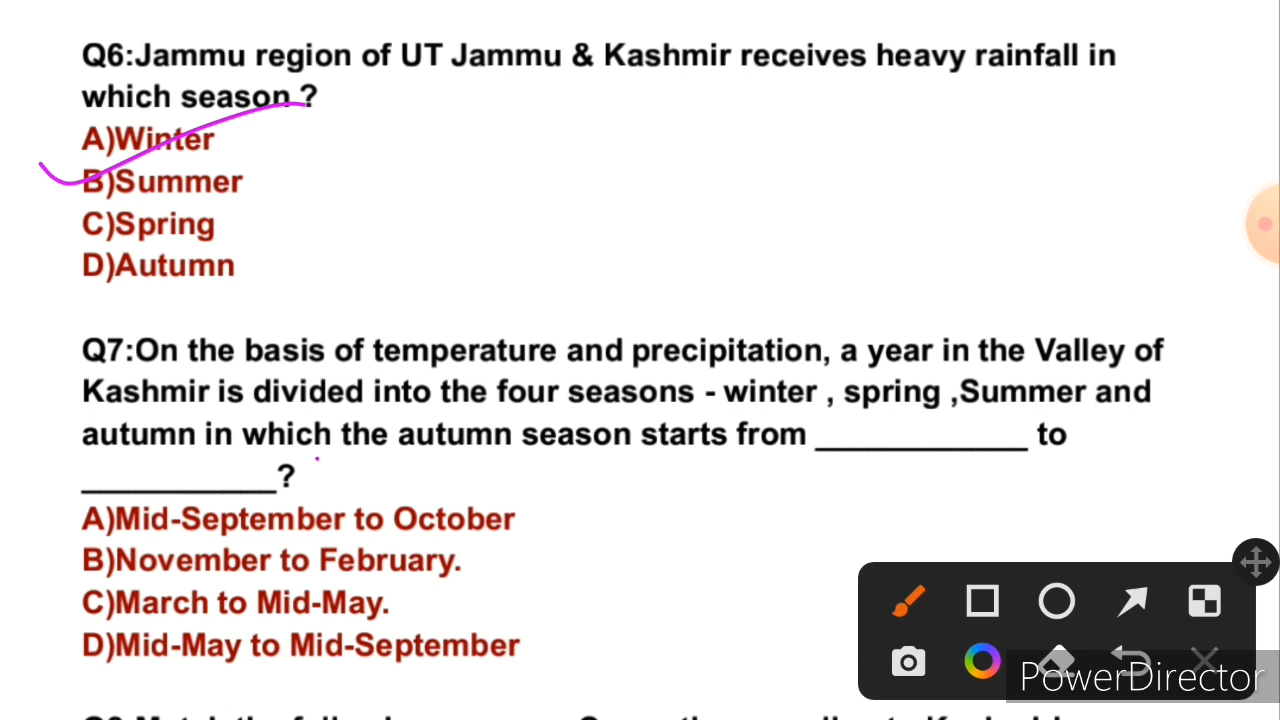 Q6:Jammu region of UT Jammu & Kashmir receives heavy rainfall in
which season ?
A)Winter
B)Summer
C)Spring
D)Autumn
Q7:On the basis of temperature and precipitation, a year in the Valley of
Kashmir is divided into the four seasons - winter , spring ,Summer and
autumn in which the autumn season starts from ____________ to
___________?
A)Mid-September to October
B)November to February.
C)March to Mid-May.
D)Mid-May to Mid-September
PowerDirector